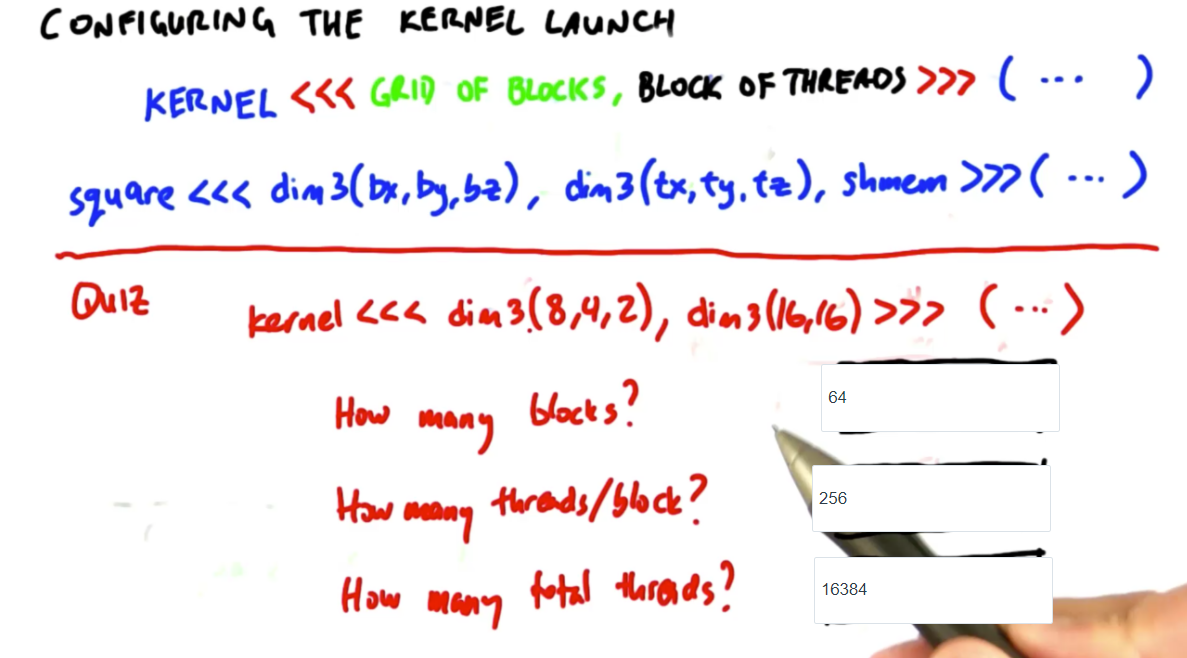 CONFIGURING THE KERNEL LAUNCH
KERNEL <<< GRID OF BLOCKS, BLOCK OF THREADS >>> ( ... )
square <<< dim3(bx, by, bz), dim3(tx, ty, tz), shmem >>> ( ... )
Quiz
kernel <<< dim3(8,4,2), dim3(16,16) >>> ( ... )
How many blocks? 64
How many threads/block? 256
How many total threads? 16384